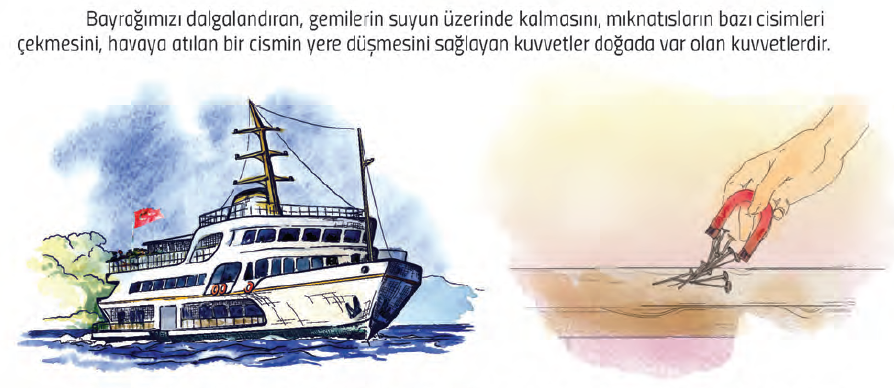 Bayrağımızı dalgalandıran, gemilerin suyun üzerinde kalmasını, mıknatısların bazı cisimleri
çekmesini, havaya atılan bir cismin yere düşmesini sağlayan kuvvetler doğada var olan kuvvetlerdir.